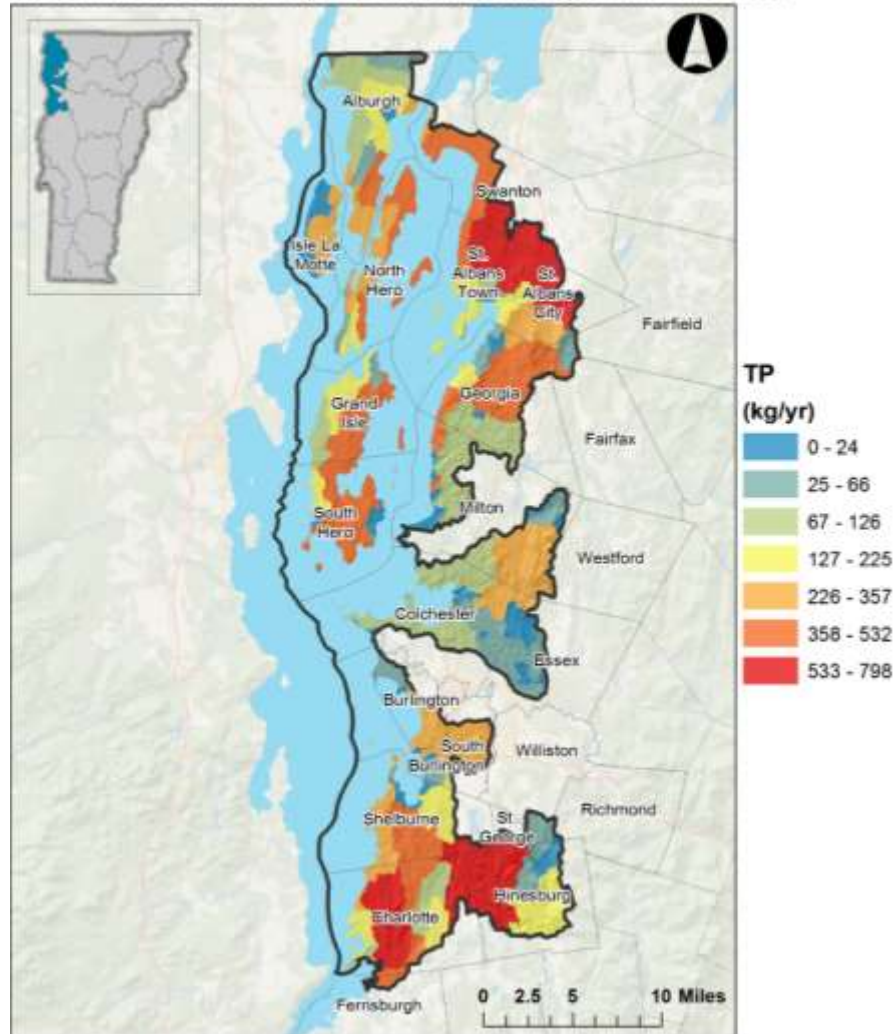 Alburgh
Swanton
Isle La
Motte
North
Hero
St.
Albans
Town
St.
Albans
City
Fairfield
Grand
Isle
Georgia
Fairfax
South
Hero
Milton
Westford
Colchester
Essex
Burlington
South
Burlington
Williston
Shelburne
St.
George
Richmond
Hinesburg
Charlotte
Ferrisburgh
0 2.5 5 10 Miles
TP
(kg/yr)
0 - 24
25 - 66
67 - 126
127 - 225
226 - 357
358 - 532
533 - 798